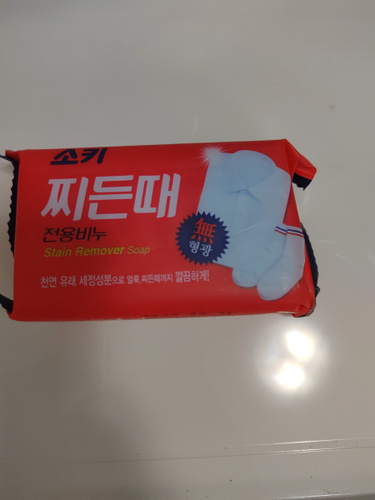 소키
찌든때
전용비누
Stain Remover Soap
無
형광
천연 유래 세정성분으로 얼룩, 찌든때까지 깔끔하게!